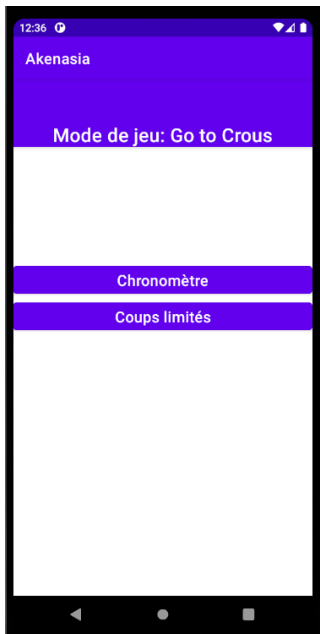 12:36
Akenasia
Mode de jeu: Go to Crous
Chronomètre
Coups limités